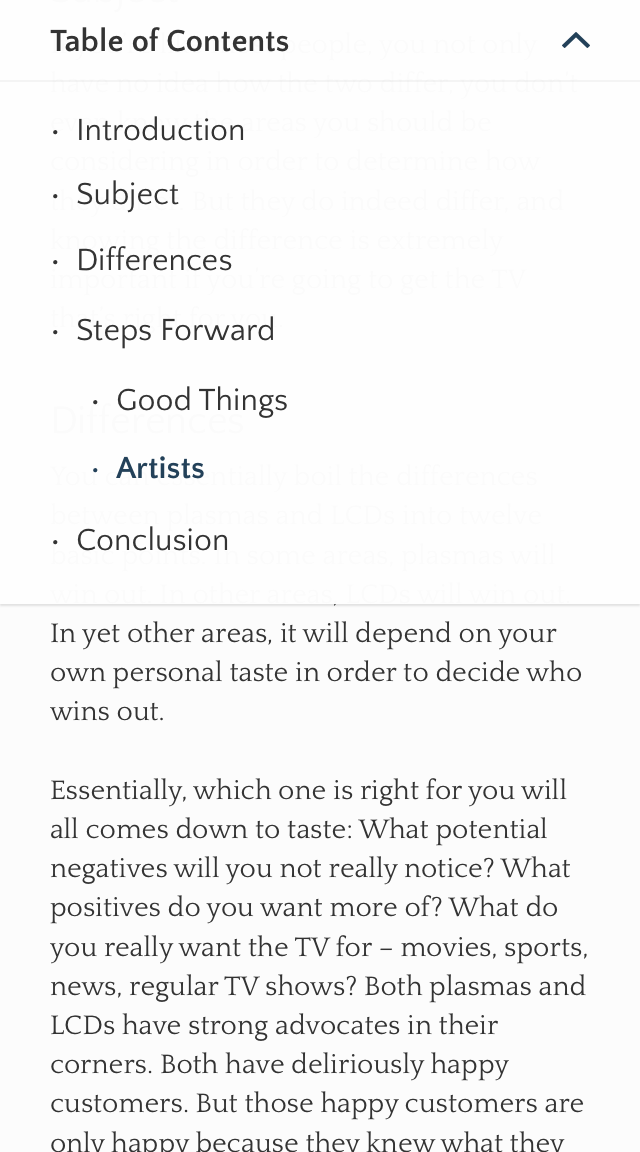 Table of Contents
· Introduction
· Subject
· Differences
· Steps Forward
· Good Things
· Artists
· Conclusion
In yet other areas, it will depend on your
own personal taste in order to decide who
wins out.
Essentially, which one is right for you will
all comes down to taste: What potential
negatives will you not really notice? What
positives do you want more of? What do
you really want the TV for – movies, sports,
news, regular TV shows? Both plasmas and
LCDs have strong advocates in their
corners. Both have deliriously happy
customers. But those happy customers are
only happy because they knew what they